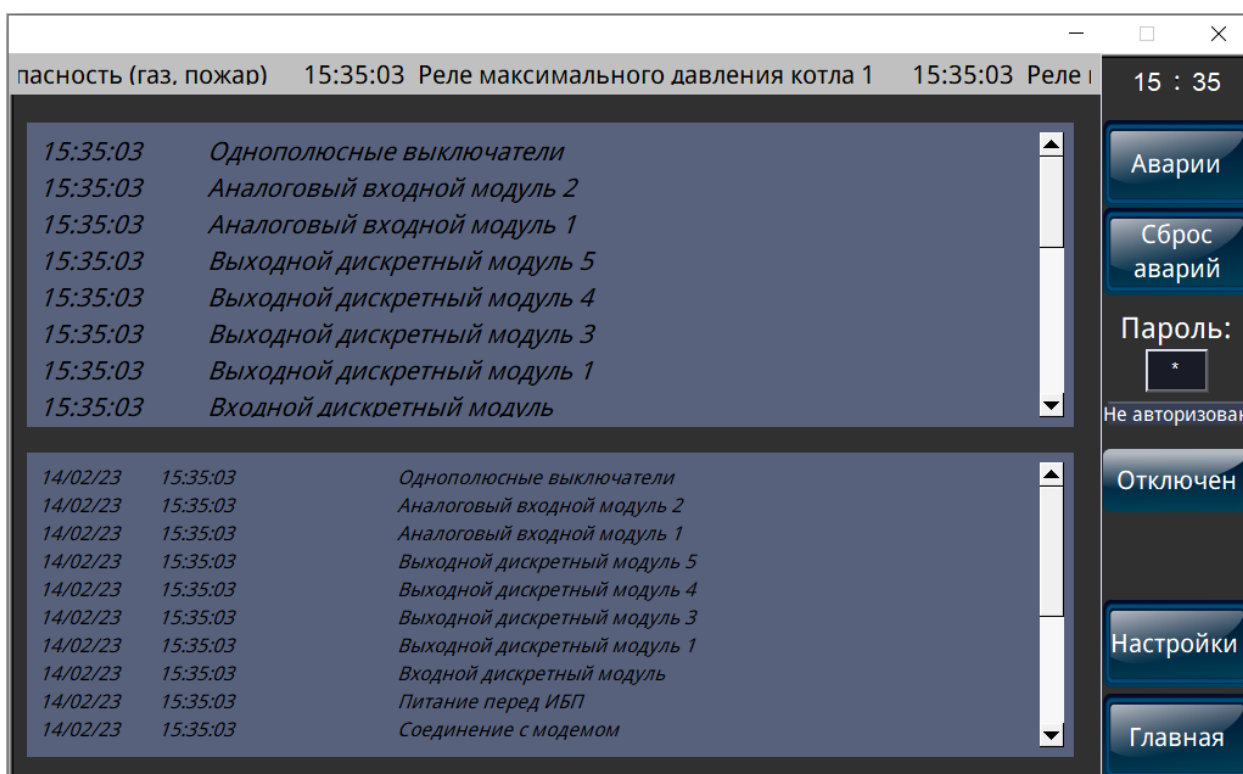 пасность (газ, пожар) 15:35:03 Реле максимального давления котла 1 15:35:03 Реле
15 : 35
15:35:03 Однополюсные выключатели
15:35:03 Аналоговый входной модуль 2
15:35:03 Аналоговый входной модуль 1
15:35:03 Выходной дискретный модуль 5
15:35:03 Выходной дискретный модуль 4
15:35:03 Выходной дискретный модуль 3
15:35:03 Выходной дискретный модуль 1
15:35:03 Входной дискретный модуль
14/02/23 15:35:03 Однополюсные выключатели
14/02/23 15:35:03 Аналоговый входной модуль 2
14/02/23 15:35:03 Аналоговый входной модуль 1
14/02/23 15:35:03 Выходной дискретный модуль 5
14/02/23 15:35:03 Выходной дискретный модуль 4
14/02/23 15:35:03 Выходной дискретный модуль 3
14/02/23 15:35:03 Выходной дискретный модуль 1
14/02/23 15:35:03 Входной дискретный модуль
14/02/23 15:35:03 Питание перед ИБП
14/02/23 15:35:03 Соединение с модемом
Аварии
Сброс
аварий
Пароль:
*
Не авторизован
Отключен
Настройки
Главная